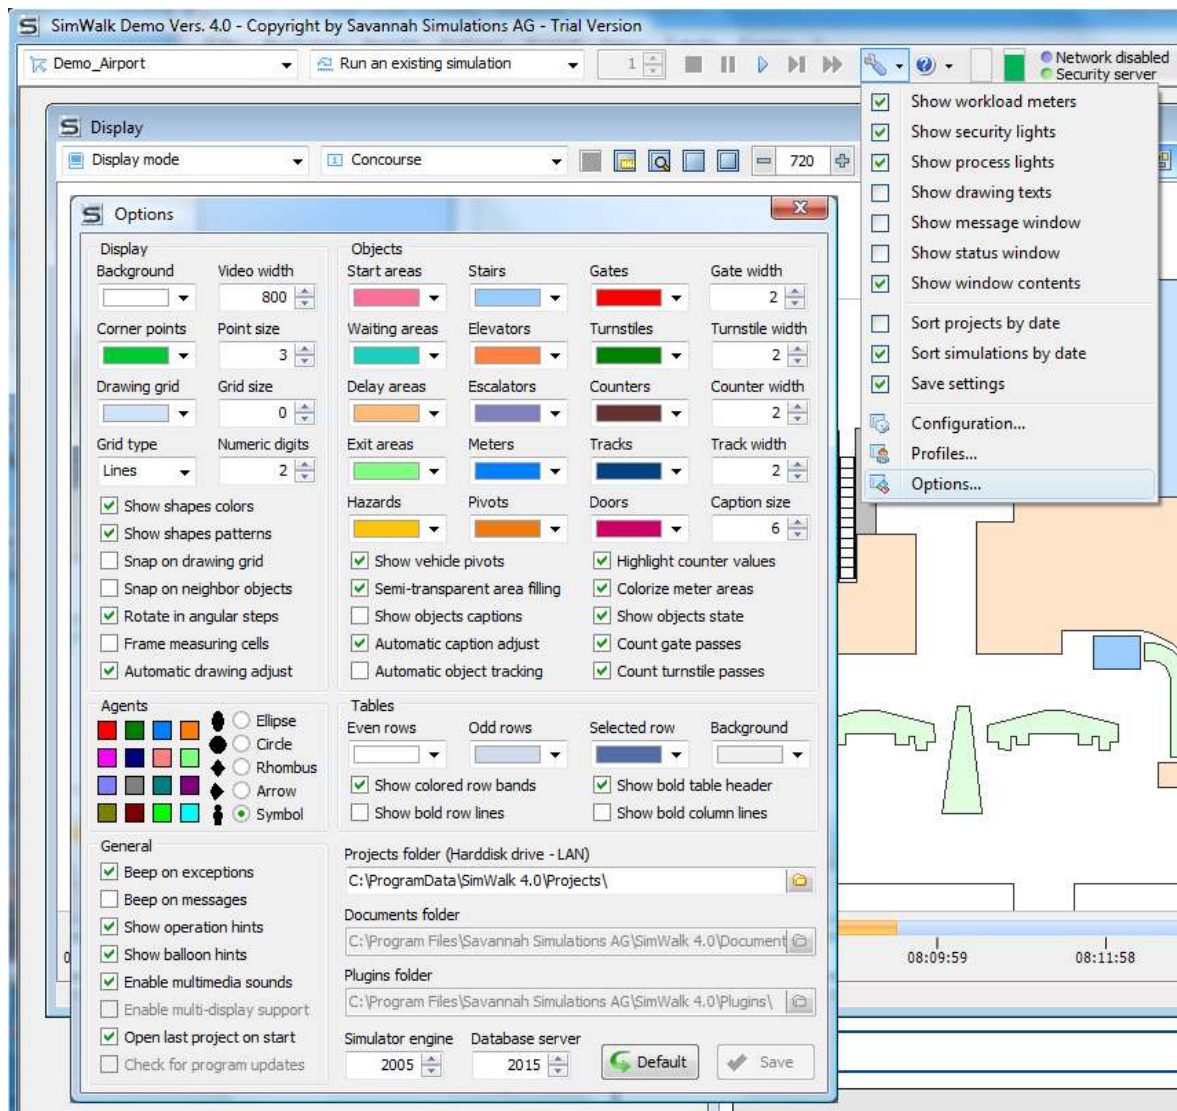 SimWalk Demo Vers. 4.0 - Copyright by Savannah Simulations AG - Trial Version
Demo_Airport
Run an existing simulation
1
Network disabled
Security server
Show workload meters
Show security lights
Show process lights
Show drawing texts
Show message window
Show status window
Show window contents
Sort projects by date
Sort simulations by date
Save settings
Configuration...
Profiles...
Options...
Display
Display mode
Concourse
720
Options
Display
Background Video width
800
Corner points Point size
3
Drawing grid Grid size
0
Grid type Numeric digits
Lines 2
Show shapes colors
Show shapes patterns
Snap on drawing grid
Snap on neighbor objects
Rotate in angular steps
Frame measuring cells
Automatic drawing adjust
Objects
Start areas Stairs Gates Gate width
2
Waiting areas Elevators Turnstiles Turnstile width
2
Delay areas Escalators Counters Counter width
2
Exit areas Meters Tracks Track width
2
Hazards Pivots Doors Caption size
6
Show vehicle pivots Highlight counter values
Semi-transparent area filling Colorize meter areas
Show objects captions Show objects state
Automatic caption adjust Count gate passes
Automatic object tracking Count turnstile passes
Agents
Ellipse
Circle
Rhombus
Arrow
Symbol
Tables
Even rows Odd rows Selected row Background
Show colored row bands Show bold table header
Show bold row lines Show bold column lines
General
Beep on exceptions
Beep on messages
Show operation hints
Show balloon hints
Enable multimedia sounds
Enable multi-display support
Open last project on start
Check for program updates
Projects folder (Harddisk drive - LAN)
C:\ProgramData\SimWalk 4.0\Projects\
Documents folder
C:\Program Files\Savannah Simulations AG\SimWalk 4.0\Document
Plugins folder
C:\Program Files\Savannah Simulations AG\SimWalk 4.0\Plugins\
Simulator engine Database server
2005 2015 Default Save
08:09:59 08:11:58